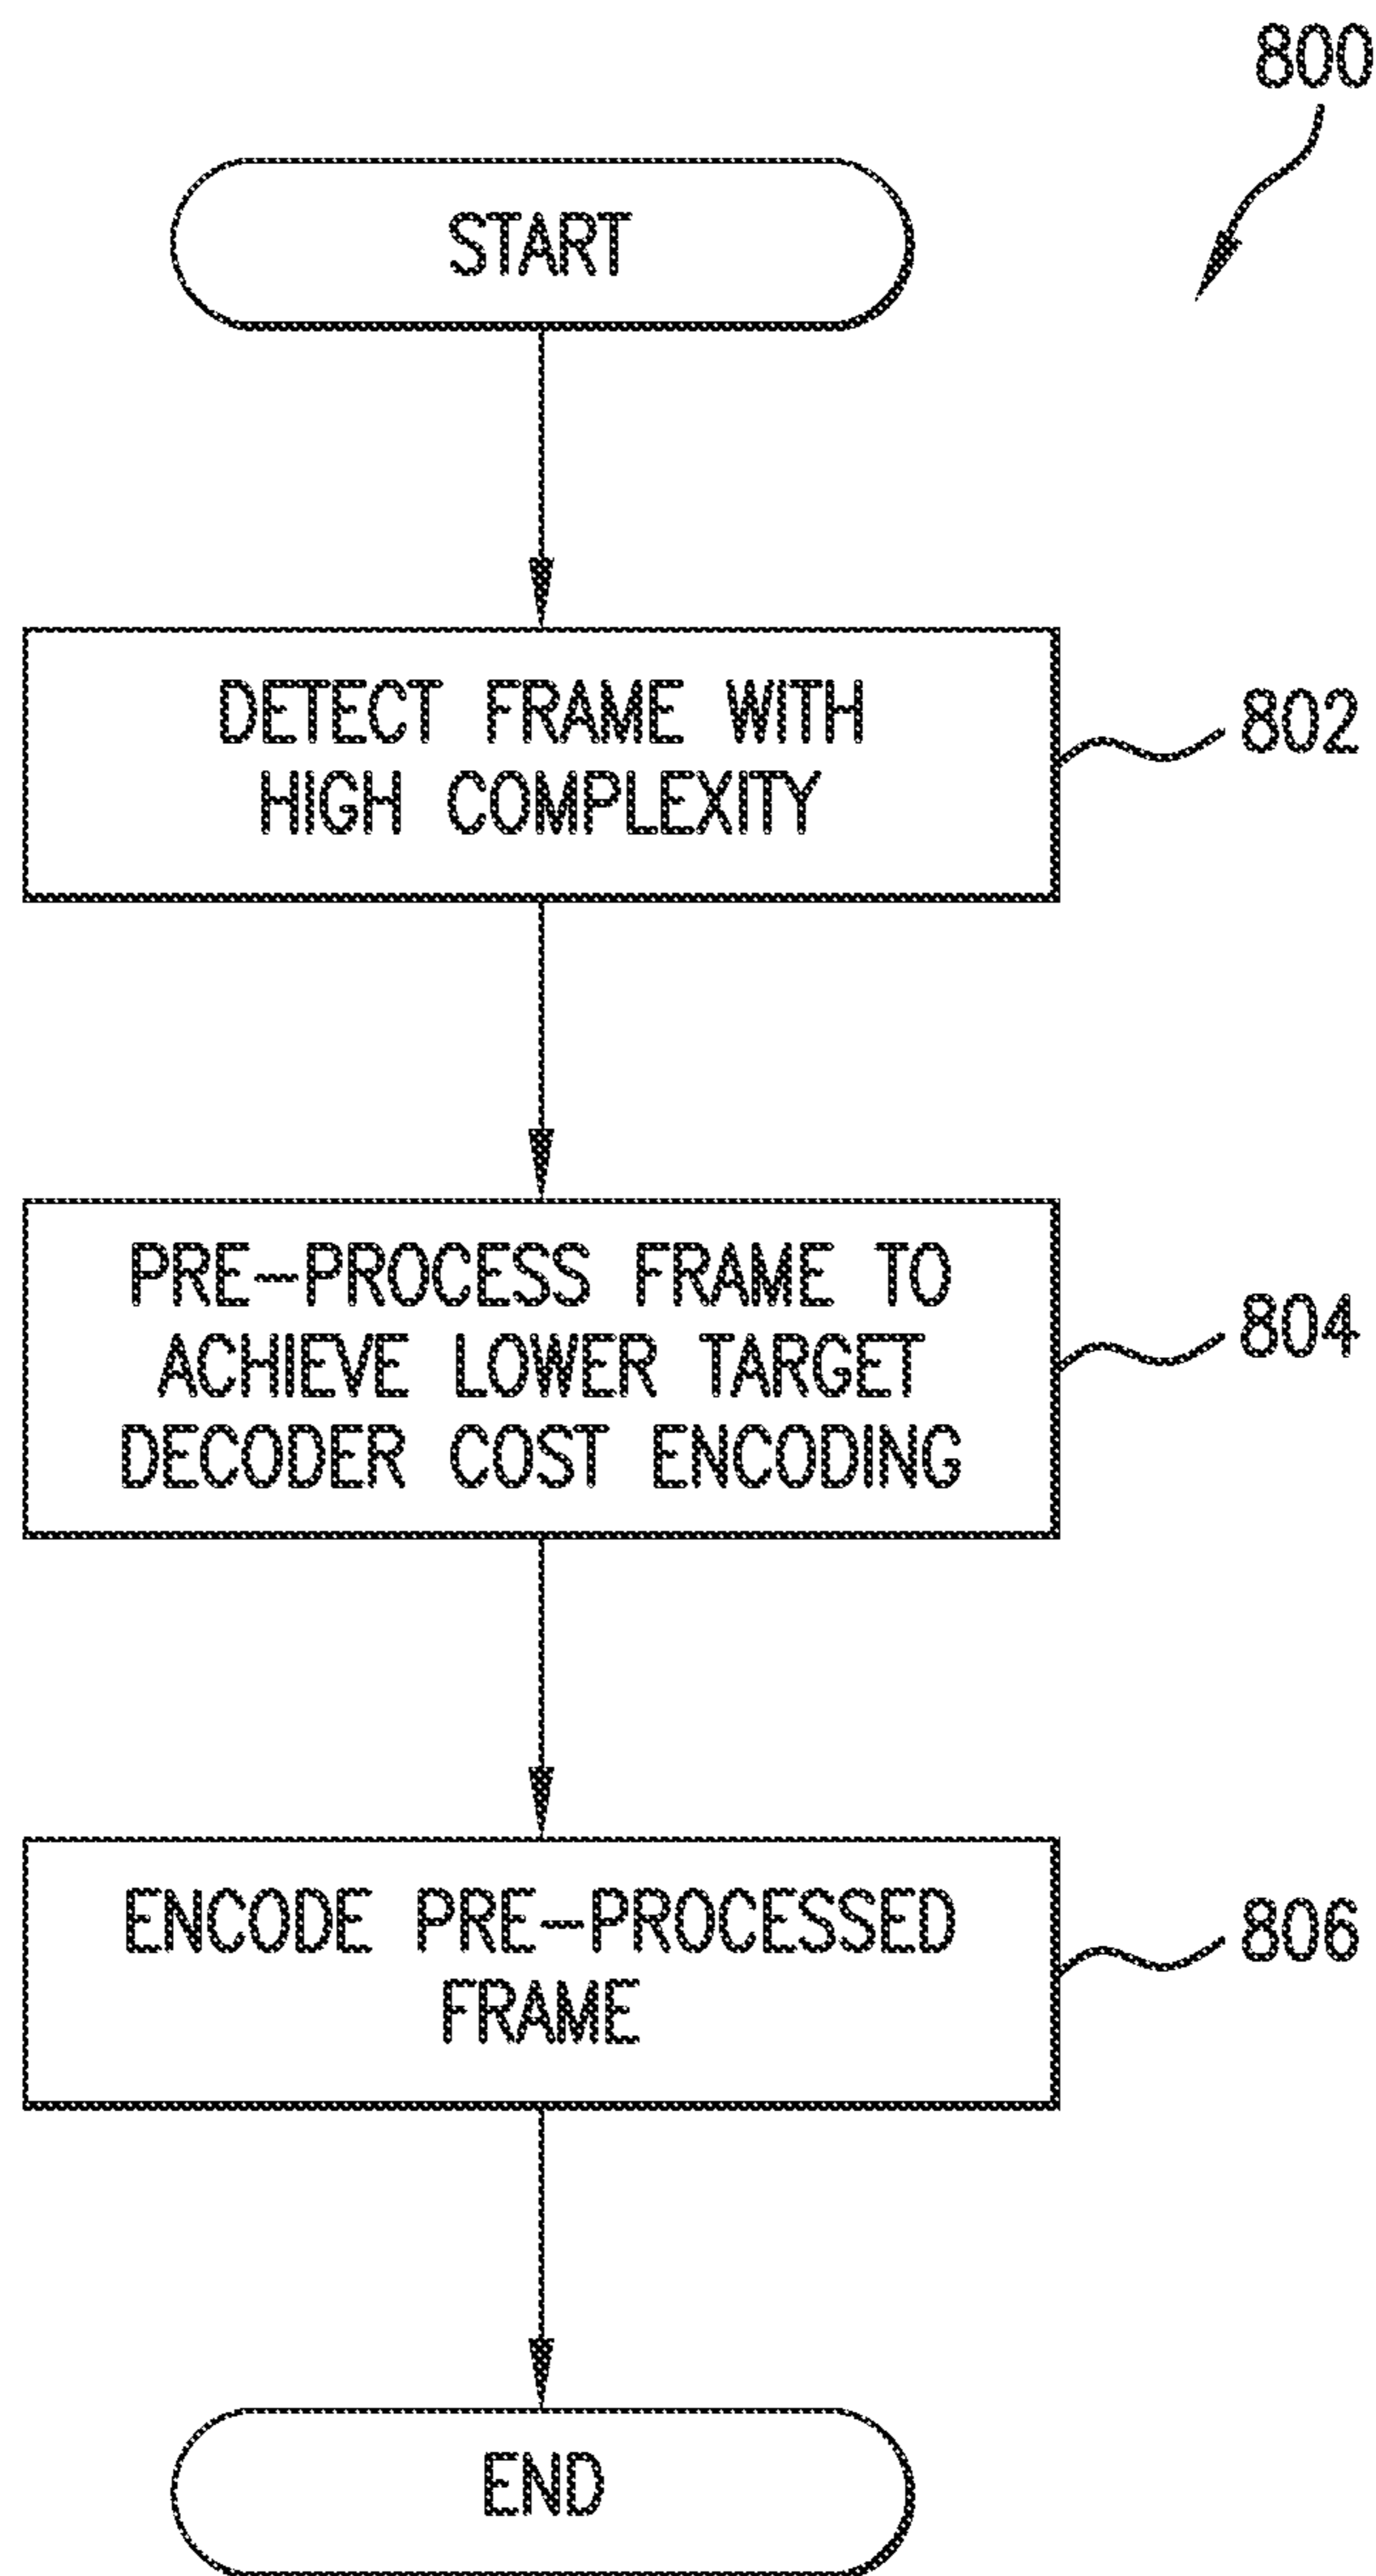 800
START
DETECT FRAME WITH
HIGH COMPLEXITY
802
PRE-PROCESS FRAME TO
ACHIEVE LOWER TARGET
DECODER COST ENCODING
804
ENCODE PRE-PROCESSED
FRAME
806
END